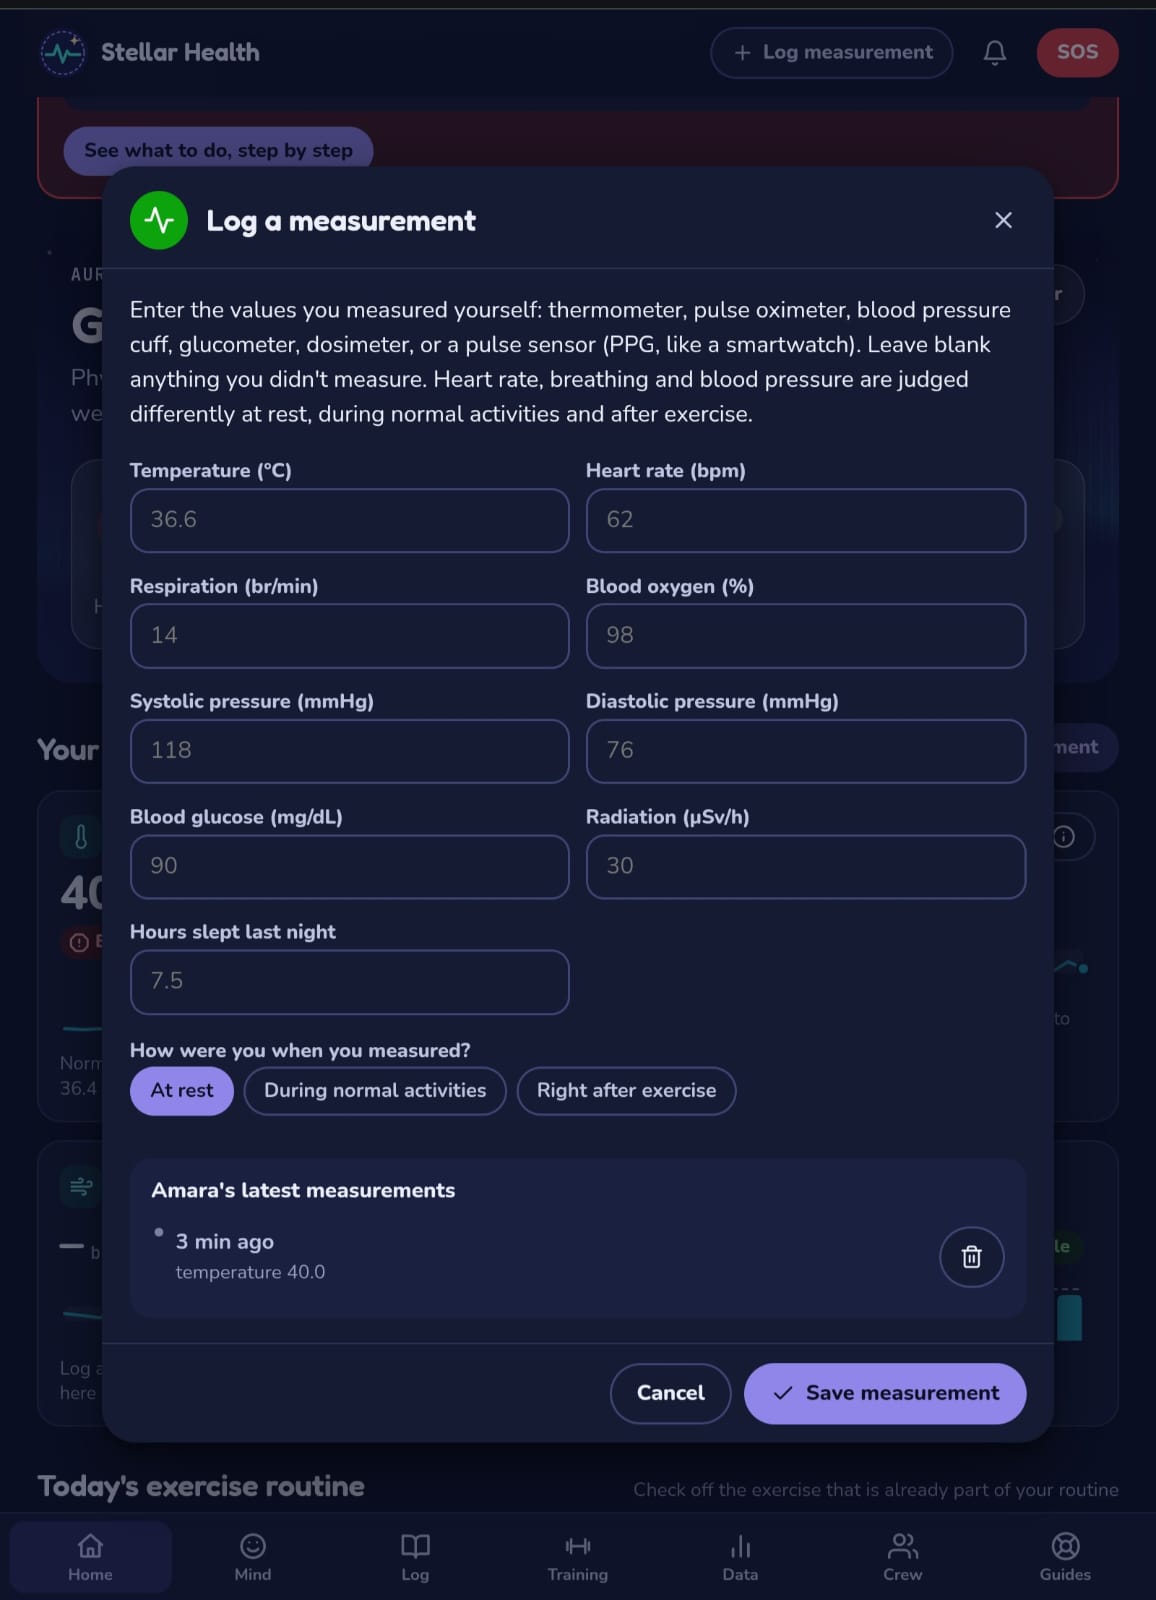 Stellar Health
Log measurement
SOS
See what to do, step by step
Log a measurement
Enter the values you measured yourself: thermometer, pulse oximeter, blood pressure
cuff, glucometer, dosimeter, or a pulse sensor (PPG, like a smartwatch). Leave blank
anything you didn't measure. Heart rate, breathing and blood pressure are judged
differently at rest, during normal activities and after exercise.
Temperature (°C)
Heart rate (bpm)
36.6
62
Respiration (br/min)
Blood oxygen (%)
14
98
Systolic pressure (mmHg)
Diastolic pressure (mmHg)
118
76
Your
Blood glucose (mg/dL)
Radiation (µSv/h)
90
30
Hours slept last night
7.5
36.4
How were you when you measured?
At rest
During normal activities
Right after exercise
Amara's latest measurements
3 min ago
temperature 40.0
Log
here
Cancel
Save measurement
Today's exercise routine
Check off the exercise that is already part of your routine
Home
Mind
Log
Training
Data
Crew
Guides